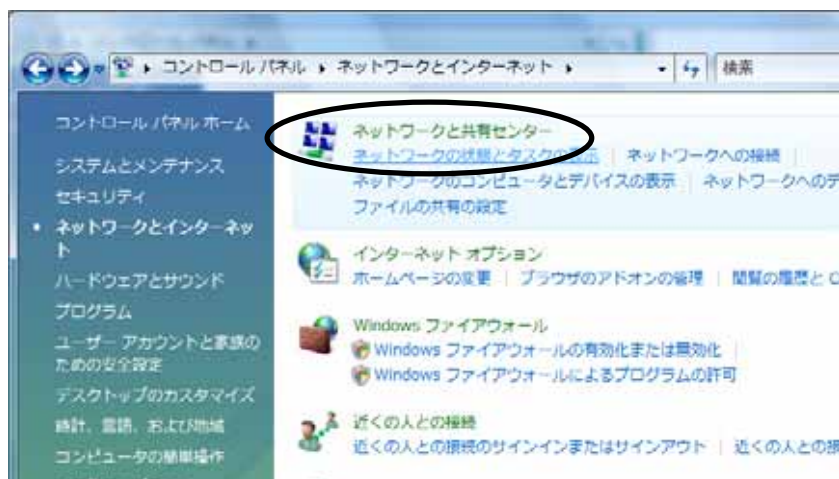 コントロール パネル ▸ ネットワークとインターネット ▸
検索
コントロール パネル ホーム
システムとメンテナンス
セキュリティ
• ネットワークとインターネッ
ト
ハードウェアとサウンド
プログラム
ユーザー アカウントと家族の
ための安全設定
デスクトップのカスタマイズ
時計、言語、および地域
コンピュータの簡単操作
ネットワークと共有センター
ネットワークの状態とタスクの表示 | ネットワークへの接続 |
ネットワークのコンピュータとデバイスの表示 | ネットワークへのデ
ファイルの共有の設定
インターネット オプション
ホームページの変更 | ブラウザのアドオンの管理 | 閲覧の履歴と C
Windows ファイアウォール
Windows ファイアウォールの有効化または無効化 |
Windows ファイアウォールによるプログラムの許可
近くの人との接続
近くの人との接続のサインインまたはサインアウト | 近くの人との接